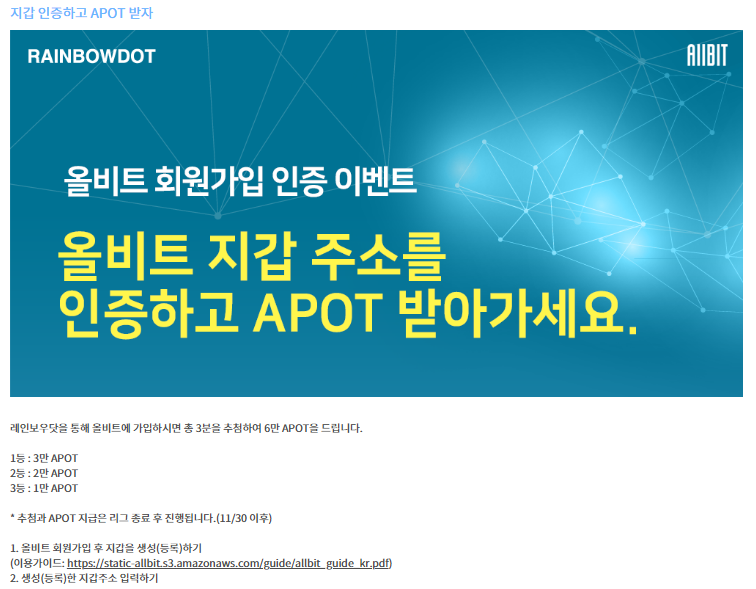 지갑 인증하고 APOT 받자
RAINBOWDOT
AllBIT
올비트 회원가입 인증 이벤트
올비트 지갑 주소를
인증하고 APOT 받아가세요.
레인보우닷을 통해 올비트에 가입하시면 총 3분을 추첨하여 6만 APOT을 드립니다.
1등 : 3만 APOT
2등 : 2만 APOT
3등 : 1만 APOT
* 추첨과 APOT 지급은 리그 종료 후 진행됩니다.(11/30 이후)
1. 올비트 회원가입 후 지갑을 생성(등록)하기
(이용가이드: https://static-allbit.s3.amazonaws.com/guide/allbit_guide_kr.pdf)
2. 생성(등록)한 지갑주소 입력하기